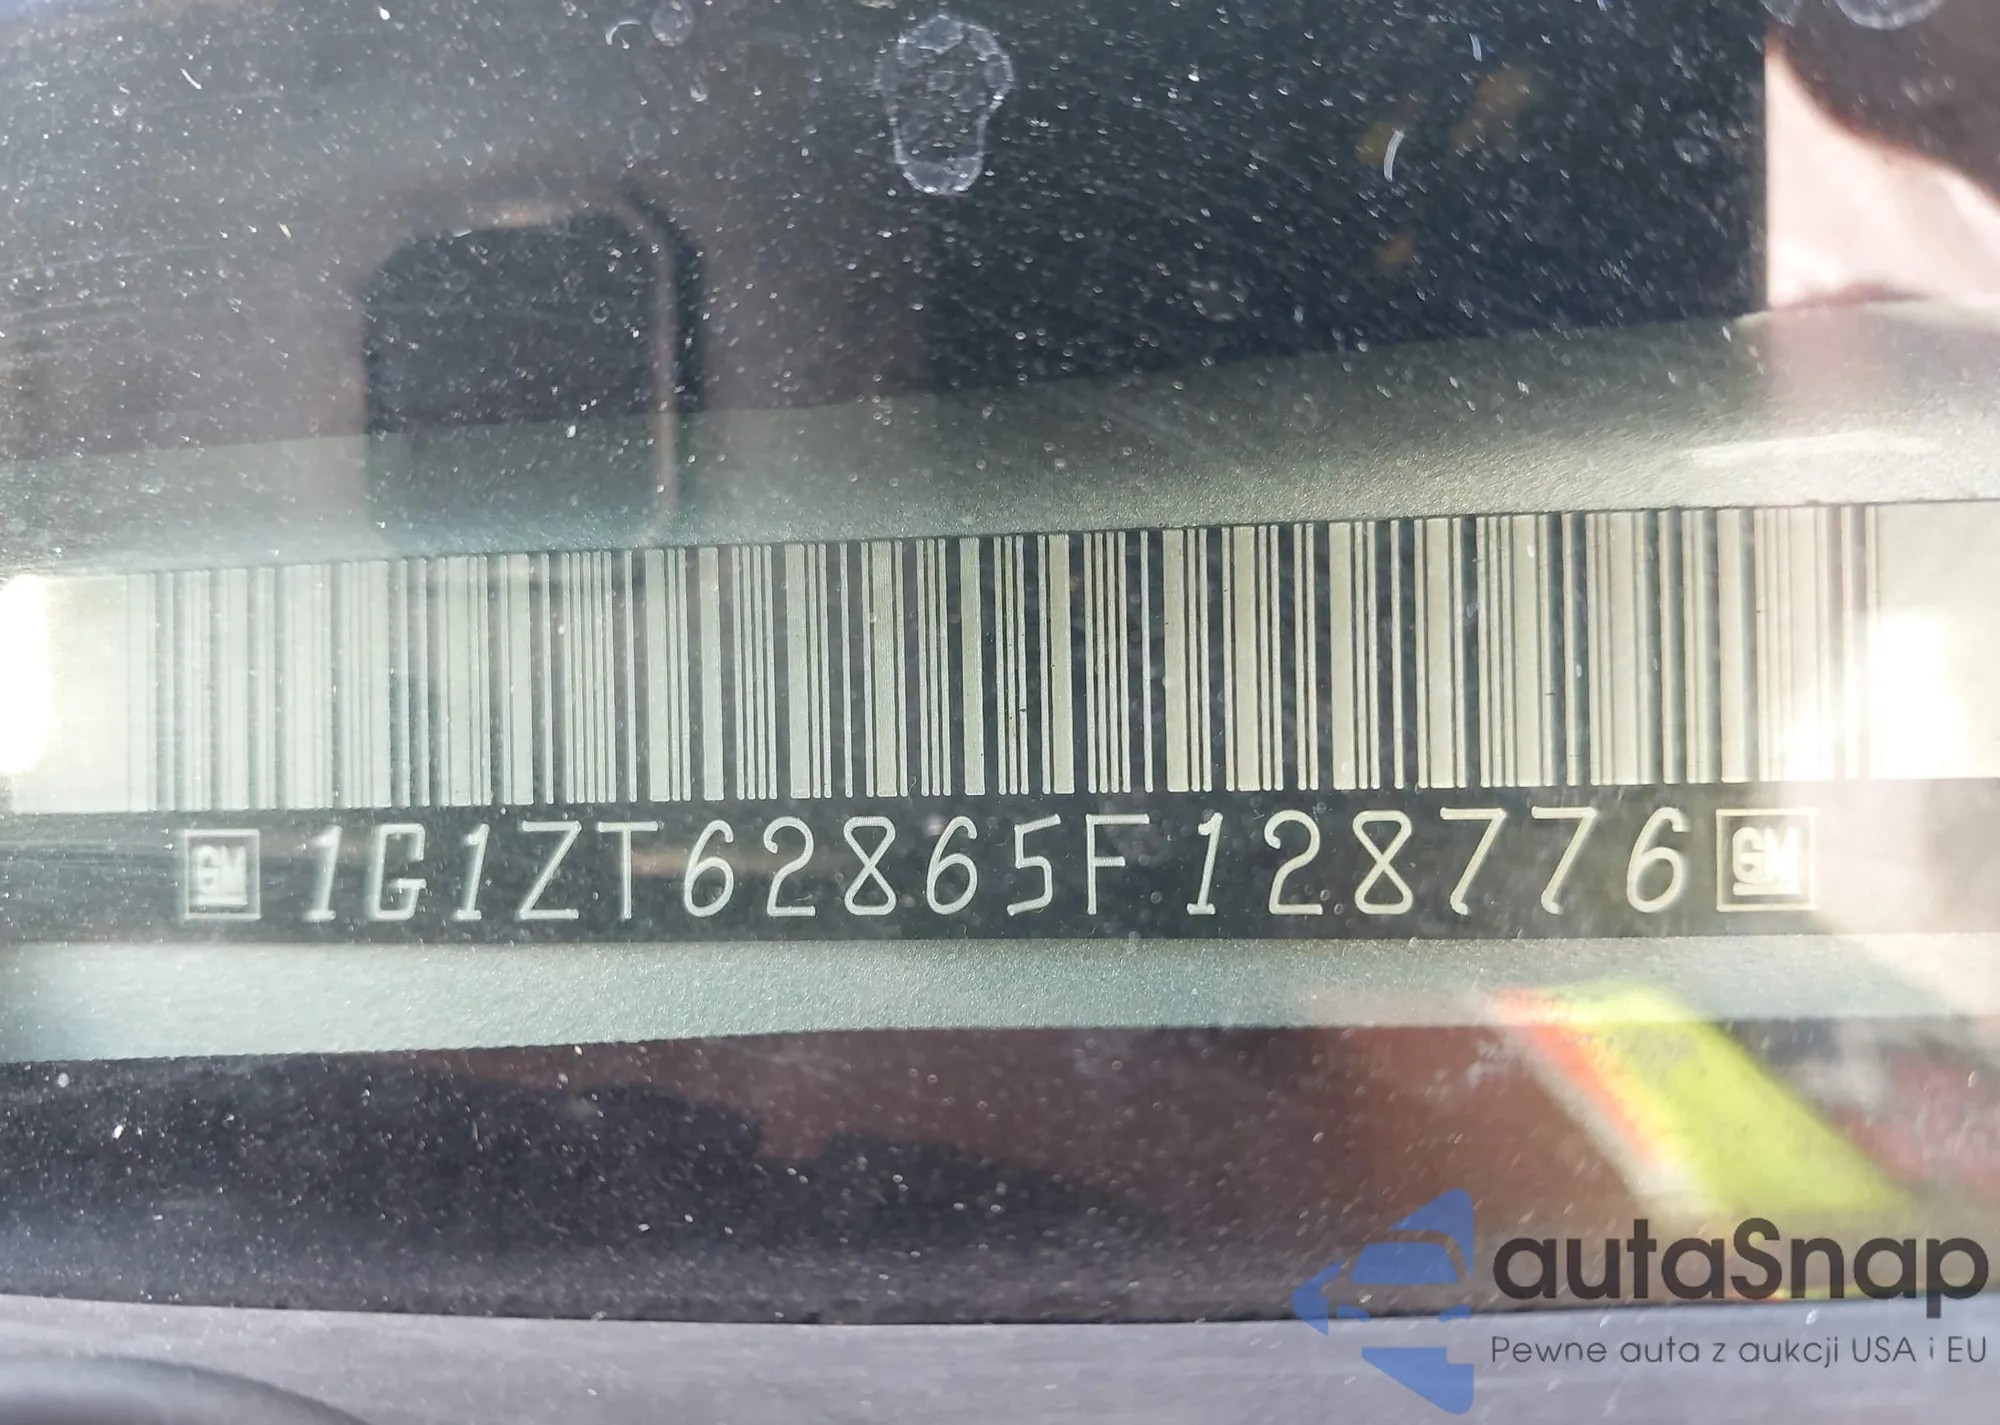 GM 1G1ZT62865F128776 GM
autaSnap
Pewne auta z aukcji USA i EU